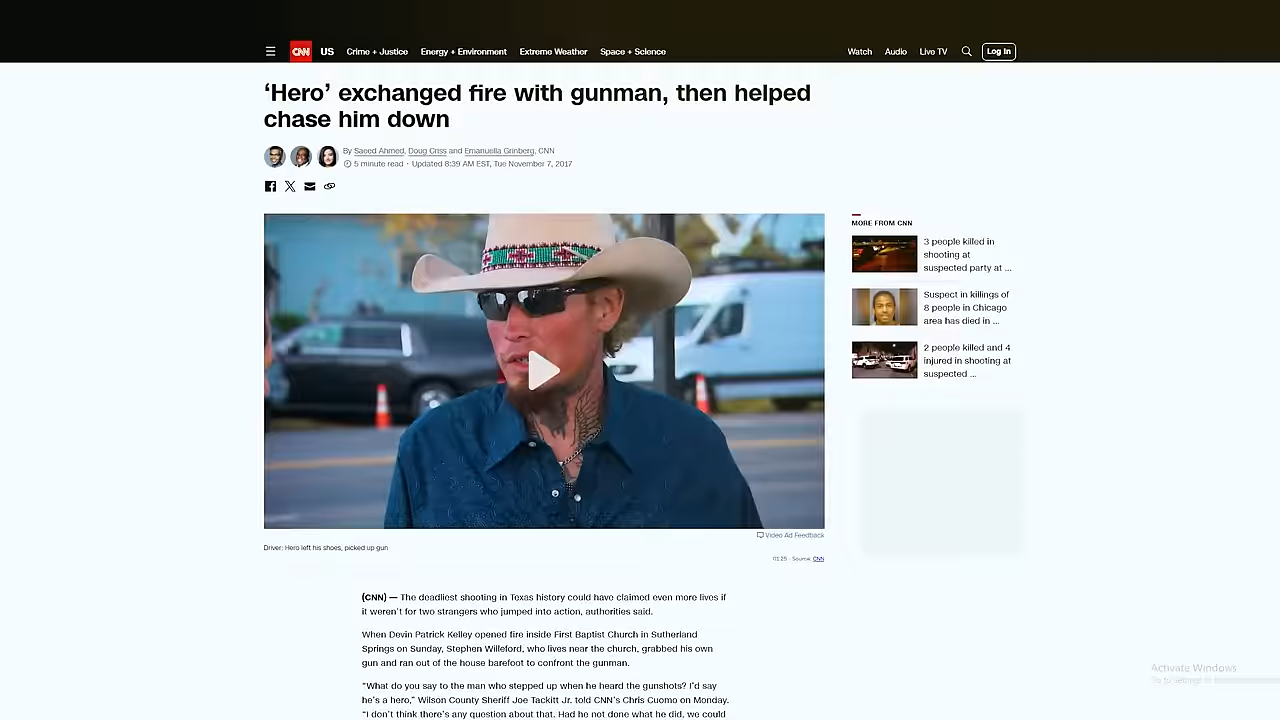 CNN US Crime + Justice Energy + Environment Extreme Weather Space + Science Watch Audio Live TV Log In
‘Hero’ exchanged fire with gunman, then helped
chase him down
By Saeed Ahmed, Doug Criss and Emanuella Grinberg, CNN
5 minute read · Updated 8:39 AM EST, Tue November 7, 2017
MORE FROM CNN
3 people killed in
shooting at
suspected party at ...
Suspect in killings of
8 people in Chicago
area has died in ...
2 people killed and 4
injured in shooting at
suspected ...
Video Ad Feedback
Driver: Hero left his shoes, picked up gun
01:25 - Source: CNN
(CNN) — The deadliest shooting in Texas history could have claimed even more lives if
it weren’t for two strangers who jumped into action, authorities said.
When Devin Patrick Kelley opened fire inside First Baptist Church in Sutherland
Springs on Sunday, Stephen Willeford, who lives near the church, grabbed his own
gun and ran out of the house barefoot to confront the gunman.
“What do you say to the man who stepped up when he heard the gunshots? I’d say
he’s a hero,” Wilson County Sheriff Joe Tackitt Jr. told CNN’s Chris Cuomo on Monday.
“I don’t think there’s any question about that. Had he not done what he did, we could
Activate Windows
Go to Settings